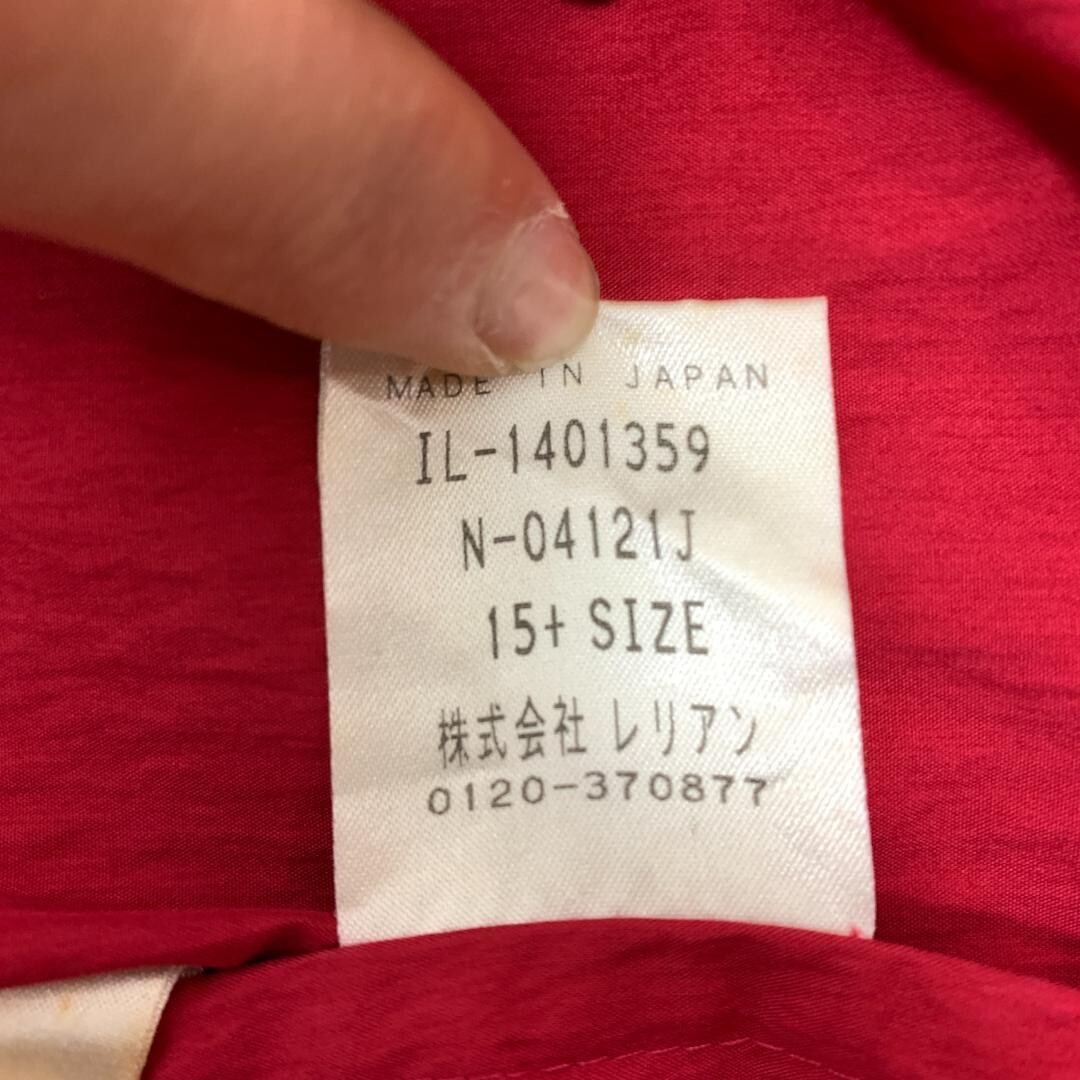 MADE IN JAPAN
IL-1401359
N-04121J
15+ SIZE
株式会社 レリアン
0120-370877